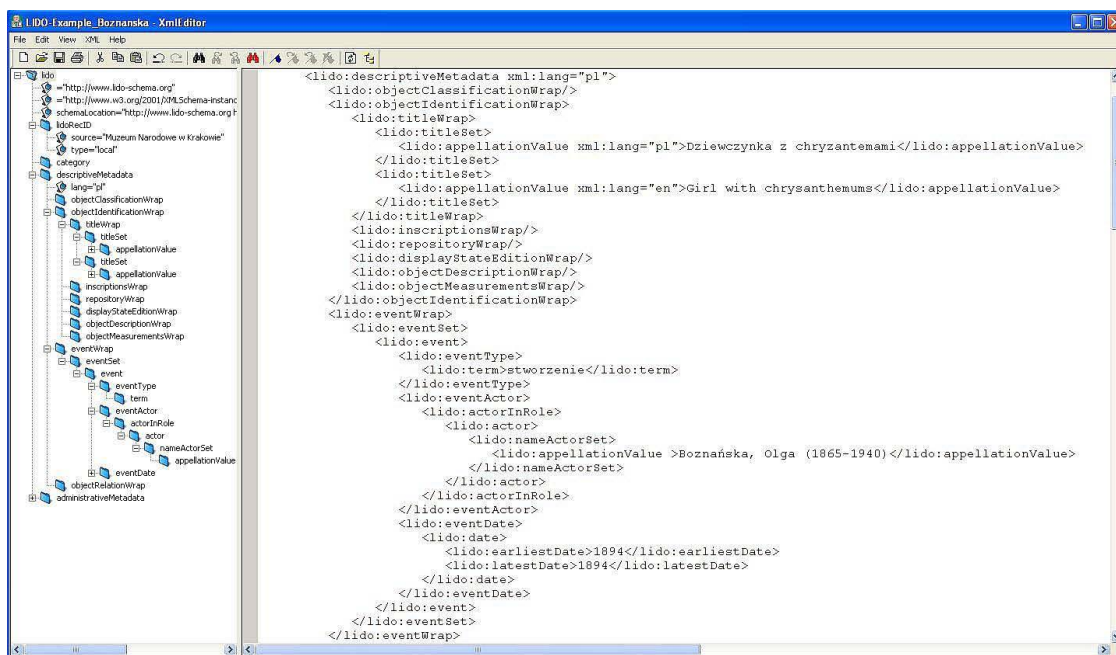 LIDO-Example_Boznanska - XmlEditor
File Edit View XML Help
lido
="http://www.lido-schema.org"
="http://www.w3.org/2001/XMLSchema-instanc
schemaLocation="http://www.lido-schema.org h
lidoRecID
source="Muzeum Narodowe w Krakowie"
type="local"
category
descriptiveMetadata
lang="pl"
objectClassificationWrap
objectIdentificationWrap
titleWrap
titleSet
appellationValue
titleSet
appellationValue
inscriptionsWrap
repositoryWrap
displayStateEditionWrap
objectDescriptionWrap
objectMeasurementsWrap
eventWrap
eventSet
event
eventType
term
eventActor
actorInRole
actor
nameActorSet
appellationValue
eventDate
objectRelationWrap
administrativeMetadata
<lido:descriptiveMetadata xml:lang="pl">
<lido:objectClassificationWrap/>
<lido:objectIdentificationWrap>
<lido:titleWrap>
<lido:titleSet>
<lido:appellationValue xml:lang="pl">Dziewczynka z chryzantemami</lido:appellationValue>
</lido:titleSet>
<lido:titleSet>
<lido:appellationValue xml:lang="en">Girl with chrysanthemums</lido:appellationValue>
</lido:titleSet>
</lido:titleWrap>
<lido:inscriptionsWrap/>
<lido:repositoryWrap/>
<lido:displayStateEditionWrap/>
<lido:objectDescriptionWrap/>
<lido:objectMeasurementsWrap/>
</lido:objectIdentificationWrap>
<lido:eventWrap>
<lido:eventSet>
<lido:event>
<lido:eventType>
<lido:term>stworzenie</lido:term>
</lido:eventType>
<lido:eventActor>
<lido:actorInRole>
<lido:actor>
<lido:nameActorSet>
<lido:appellationValue >Boznańska, Olga (1865-1940)</lido:appellationValue>
</lido:nameActorSet>
</lido:actor>
</lido:actorInRole>
</lido:eventActor>
<lido:eventDate>
<lido:date>
<lido:earliestDate>1894</lido:earliestDate>
<lido:latestDate>1894</lido:latestDate>
</lido:date>
</lido:eventDate>
</lido:event>
</lido:eventSet>
</lido:eventWrap>